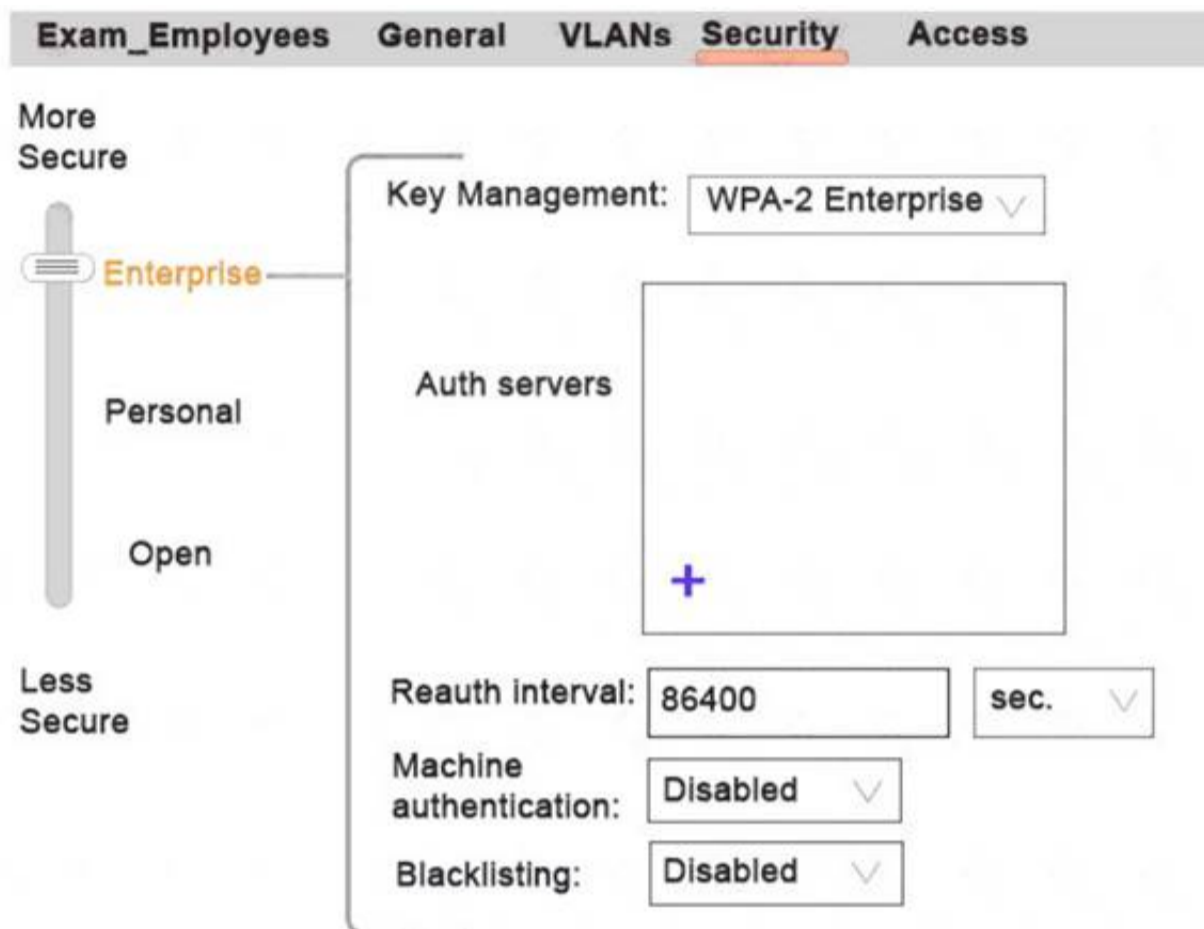 Exam_Employees General VLANs Security Access
More
Secure
Key Management: WPA-2 Enterprise
Enterprise
Auth servers
Personal
Open
Less
Secure
Reauth interval: 86400 sec.
Machine
authentication: Disabled
Blacklisting: Disabled